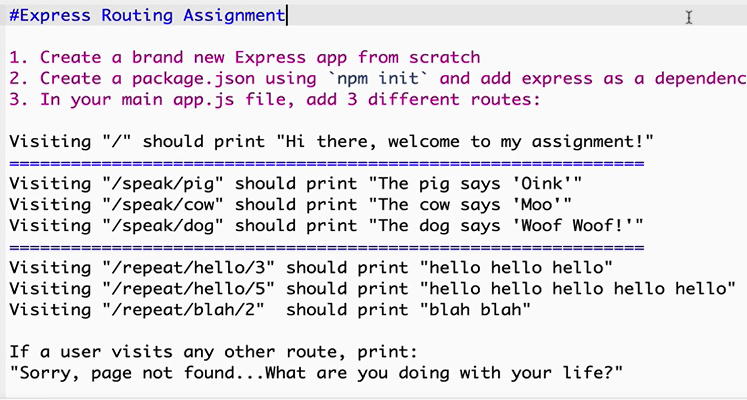 #Express Routing Assignment
1. Create a brand new Express app from scratch
2. Create a package.json using `npm init` and add express as a dependenc
3. In your main app.js file, add 3 different routes:
Visiting "/" should print "Hi there, welcome to my assignment!"
==============================================================
Visiting "/speak/pig" should print "The pig says 'Oink'"
Visiting "/speak/cow" should print "The cow says 'Moo'"
Visiting "/speak/dog" should print "The dog says 'Woof Woof!'"
==============================================================
Visiting "/repeat/hello/3" should print "hello hello hello"
Visiting "/repeat/hello/5" should print "hello hello hello hello hello"
Visiting "/repeat/blah/2"  should print "blah blah"
If a user visits any other route, print:
"Sorry, page not found...What are you doing with your life?"